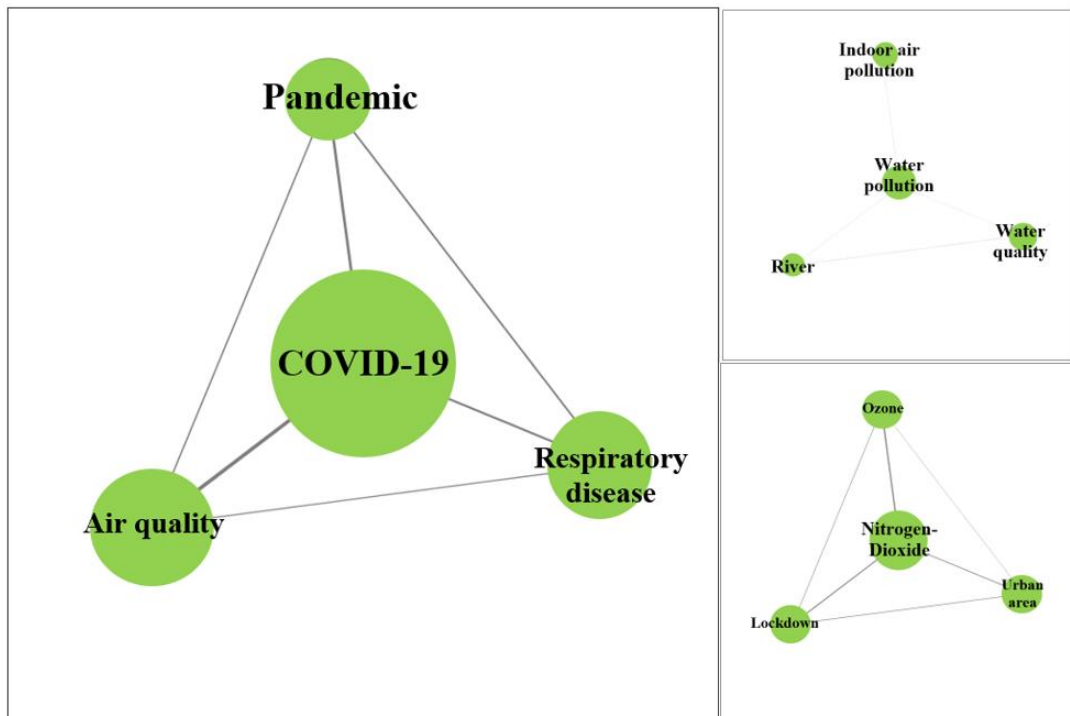 Pandemic
COVID-19
Respiratory
disease
Air quality
Indoor air
pollution
Water
pollution
Water
quality
River
Ozone
Nitrogen-
Dioxide
Urban
area
Lockdown